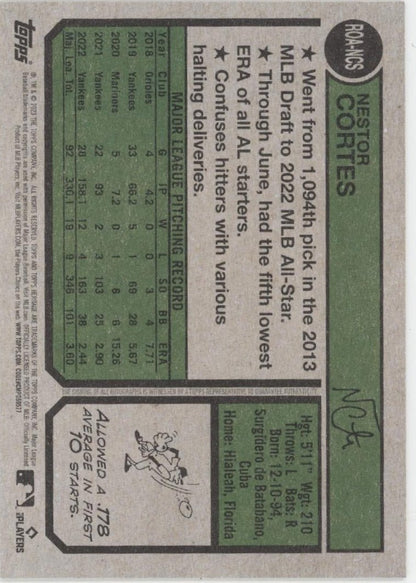 ROA-NCS
NESTOR
CORTES
★ Went from 1,094th pick in the 2013
MLB Draft to 2022 MLB All-Star.
★ Through June, had the fifth lowest
ERA of all AL starters.
★ Confuses hitters with various
halting deliveries.
MAJOR LEAGUE PITCHING RECORD
Year Club G IP W L SO BB ERA
2018 Orioles 4 4.2 0 0 3 4 7.71
2019 Yankees 33 66.2 5 1 69 28 5.67
2020 Mariners 5 7.2 0 1 6 6 15.26
2021 Yankees 22 93 2 3 103 25 2.90
2022 Yankees 28 158.1 12 4 163 38 2.44
Maj. Lea. Tot. 92 330.1 19 9 346 101 3.60
Hgt: 5'11" Wgt: 210
Throws: L Bats: R
Born: 12-10-94,
Surgidero de Batabano,
Cuba
Home: Hialeah, Florida
ALLOWED A .178
AVERAGE IN FIRST
10 STARTS.
Topps
PLAYERS